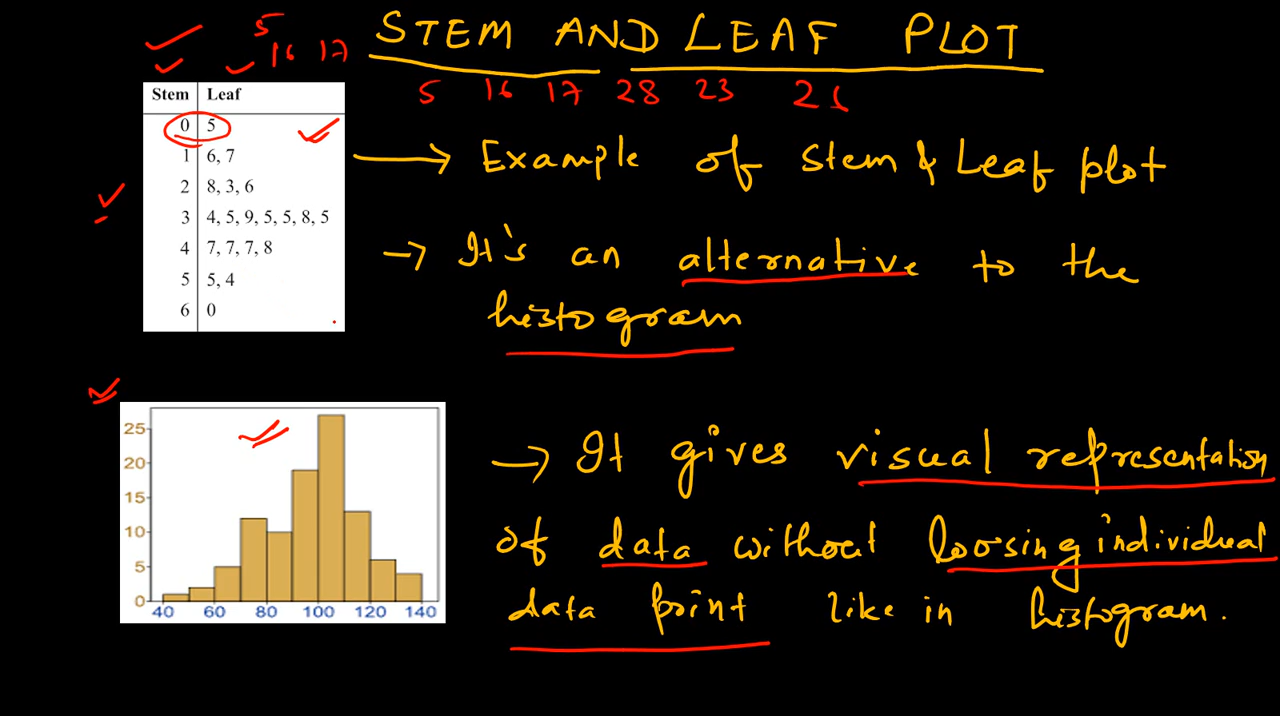 5
16 17
STEM AND LEAF PLOT
5 16 17 28 23 26
Stem Leaf
0 5
1 6, 7
2 8, 3, 6
3 4, 5, 9, 5, 5, 8, 5
4 7, 7, 7, 8
5 5, 4
6 0
Example of Stem & Leaf plot
It's an alternative to the
histogram
25
20
15
10
5
0
40 60 80 100 120 140
It gives visual representation
of data without loosing individual
data point like in histogram.